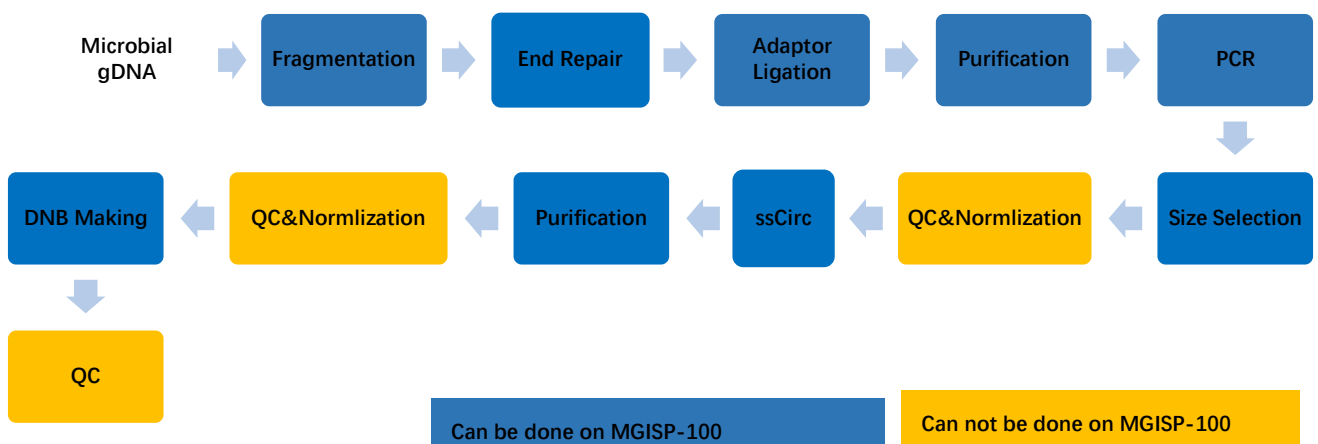 Microbial
gDNA
Fragmentation
End Repair
Adaptor
Ligation
Purification
PCR
DNB Making
QC&Normlization
Purification
ssCirc
QC&Normlization
Size Selection
QC
Can be done on MGISP-100
Can not be done on MGISP-100